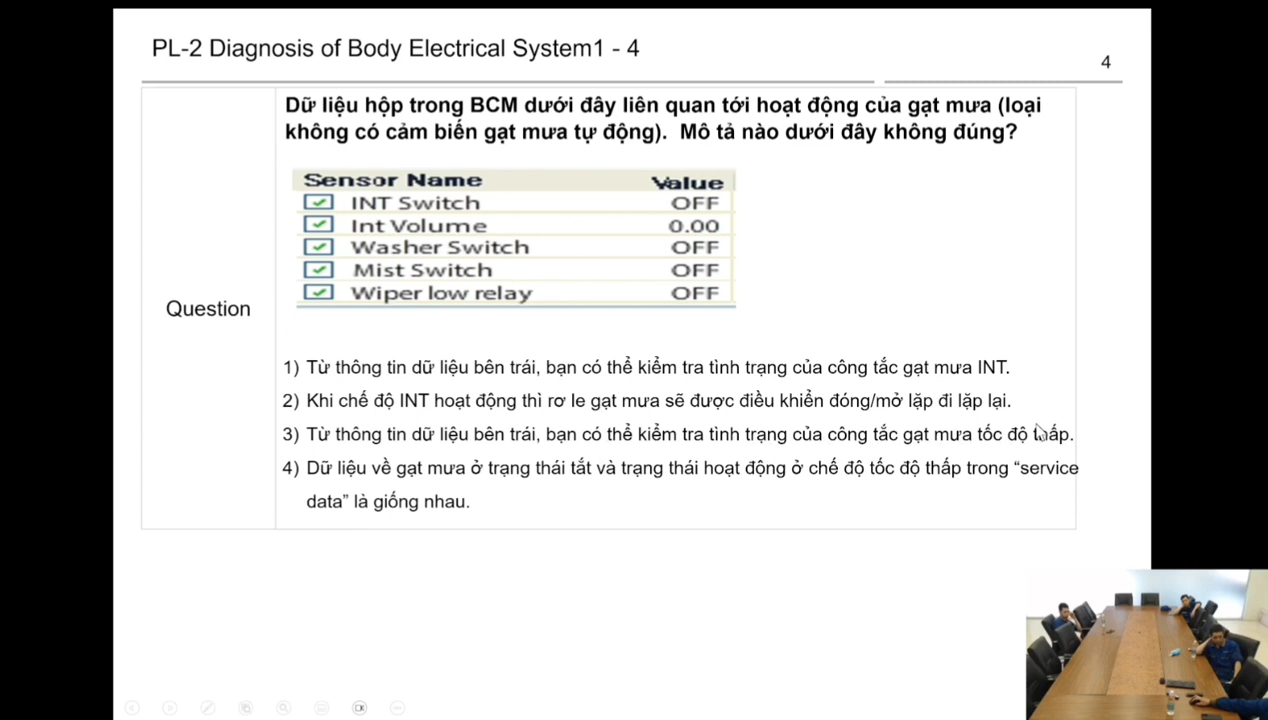 PL-2 Diagnosis of Body Electrical System1 - 4
4
Dữ liệu hộp trong BCM dưới đây liên quan tới hoạt động của gạt mưa (loại
không có cảm biến gạt mưa tự động). Mô tả nào dưới đây không đúng?
Sensor Name Value
INT Switch OFF
Int Volume 0.00
Washer Switch OFF
Mist Switch OFF
Wiper low relay OFF
Question
1) Từ thông tin dữ liệu bên trái, bạn có thể kiểm tra tình trạng của công tắc gạt mưa INT.
2) Khi chế độ INT hoạt động thì rơ le gạt mưa sẽ được điều khiển đóng/mở lặp đi lặp lại.
3) Từ thông tin dữ liệu bên trái, bạn có thể kiểm tra tình trạng của công tắc gạt mưa tốc độ thấp.
4) Dữ liệu về gạt mưa ở trạng thái tắt và trạng thái hoạt động ở chế độ tốc độ thấp trong “service
data” là giống nhau.